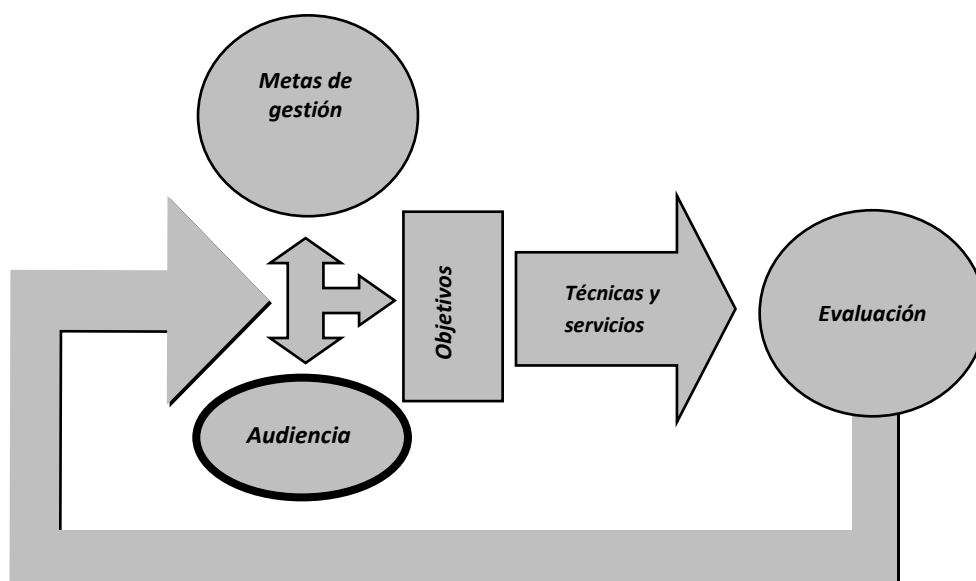 Metas de
gestión
Objetivos
Técnicas y
servicios
Evaluación
Audiencia